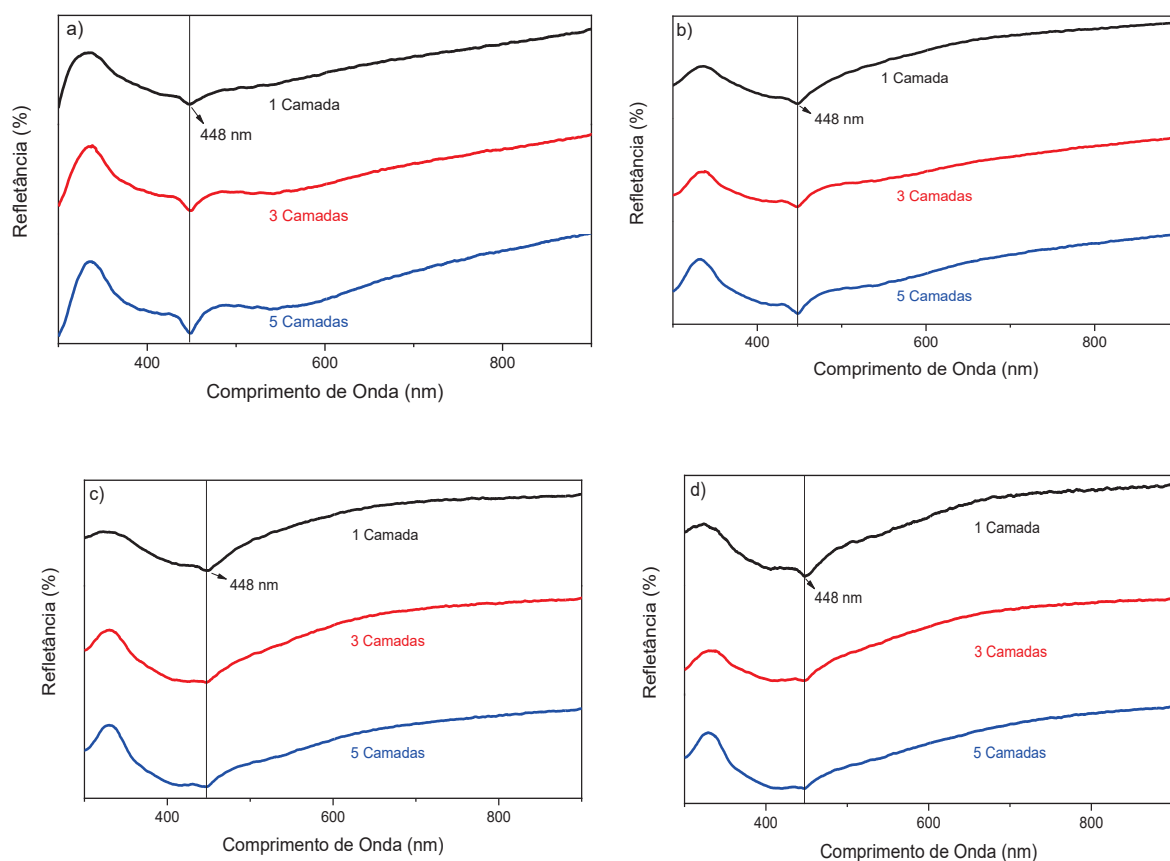 a)
Refletância (%)
1 Camada
448 nm
3 Camadas
5 Camadas
400
600
800
Comprimento de Onda (nm)
b)
Refletância (%)
1 Camada
448 nm
3 Camadas
5 Camadas
400
600
800
Comprimento de Onda (nm)
c)
Refletância (%)
1 Camada
448 nm
3 Camadas
5 Camadas
400
600
800
Comprimento de Onda (nm)
d)
Refletância (%)
1 Camada
448 nm
3 Camadas
5 Camadas
400
600
800
Comprimento de Onda (nm)